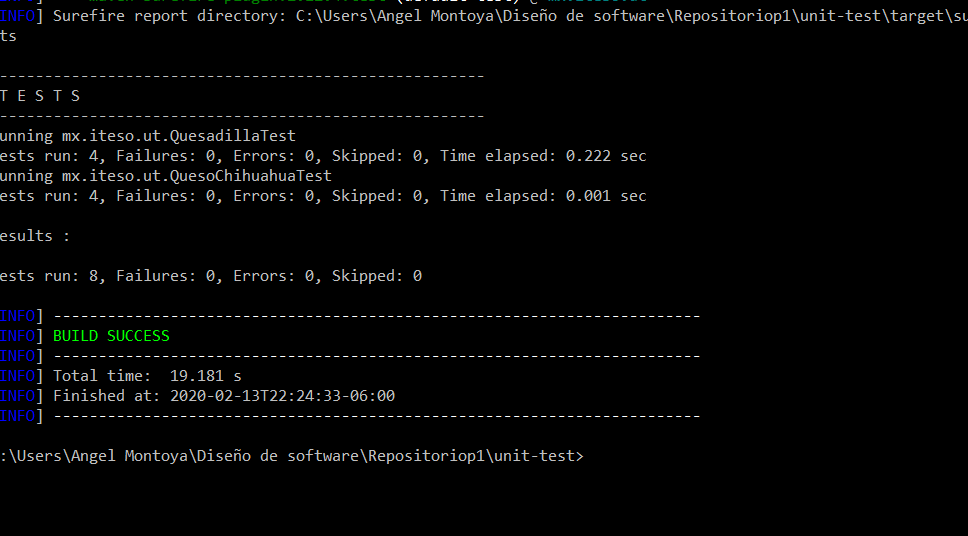 INFO] Surefire report directory: C:\Users\Angel Montoya\Diseño de software\Repositoriop1\unit-test\target\su
ts
-------------------------------------------------------
T E S T S
-------------------------------------------------------
unning mx.iteso.ut.QuesadillaTest
ests run: 4, Failures: 0, Errors: 0, Skipped: 0, Time elapsed: 0.222 sec
unning mx.iteso.ut.QuesoChihuahuaTest
ests run: 4, Failures: 0, Errors: 0, Skipped: 0, Time elapsed: 0.001 sec
esults :
ests run: 8, Failures: 0, Errors: 0, Skipped: 0
INFO] ------------------------------------------------------------------------
INFO] BUILD SUCCESS
INFO] ------------------------------------------------------------------------
INFO] Total time:  19.181 s
INFO] Finished at: 2020-02-13T22:24:33-06:00
INFO] ------------------------------------------------------------------------
:\Users\Angel Montoya\Diseño de software\Repositoriop1\unit-test>